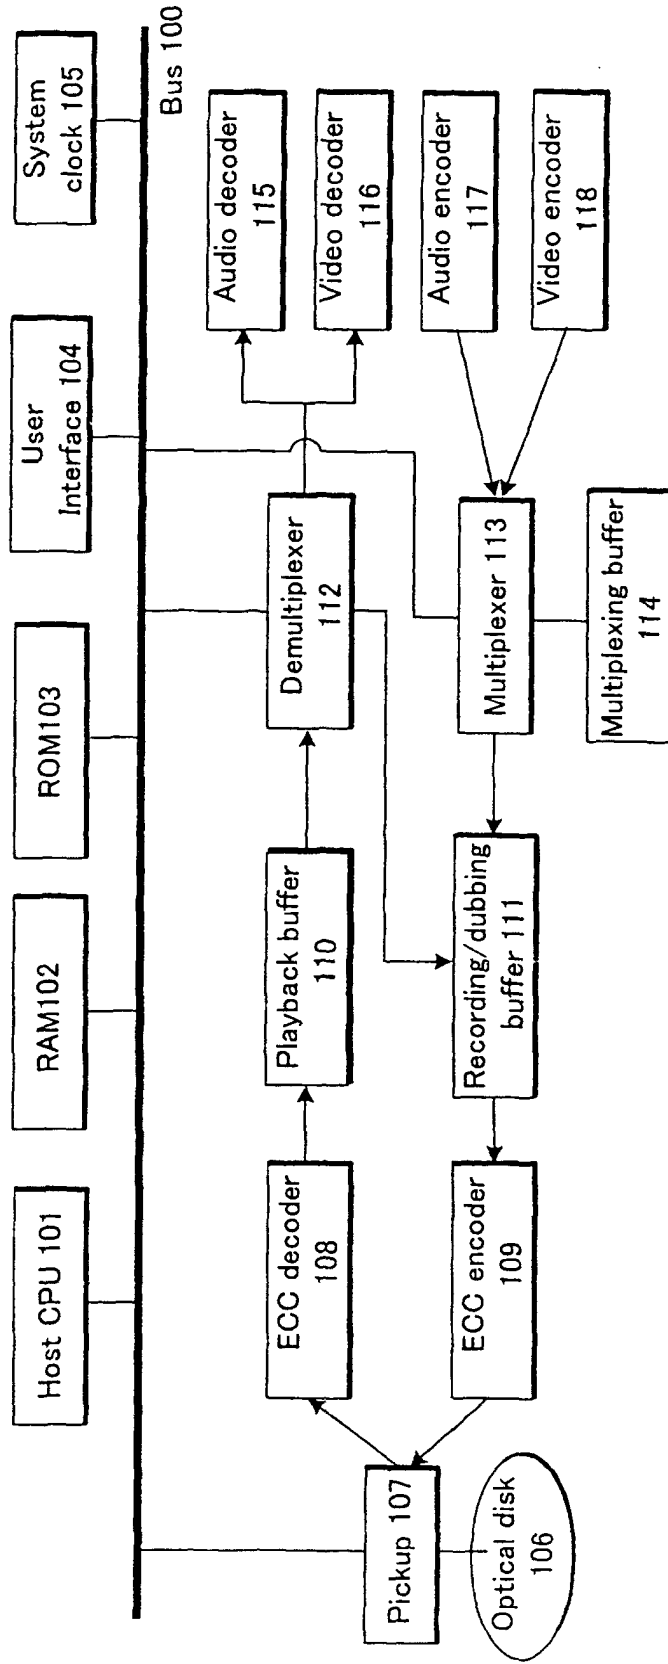 Host CPU 101
RAM102
ROM103
User
Interface 104
System
clock 105
Bus 100
Pickup 107
Optical disk
106
ECC decoder
108
Playback buffer
110
Demultiplexer
112
Audio decoder
115
Video decoder
116
ECC encoder
109
Recording/dubbing
buffer 111
Multiplexer 113
Multiplexing buffer
114
Audio encoder
117
Video encoder
118